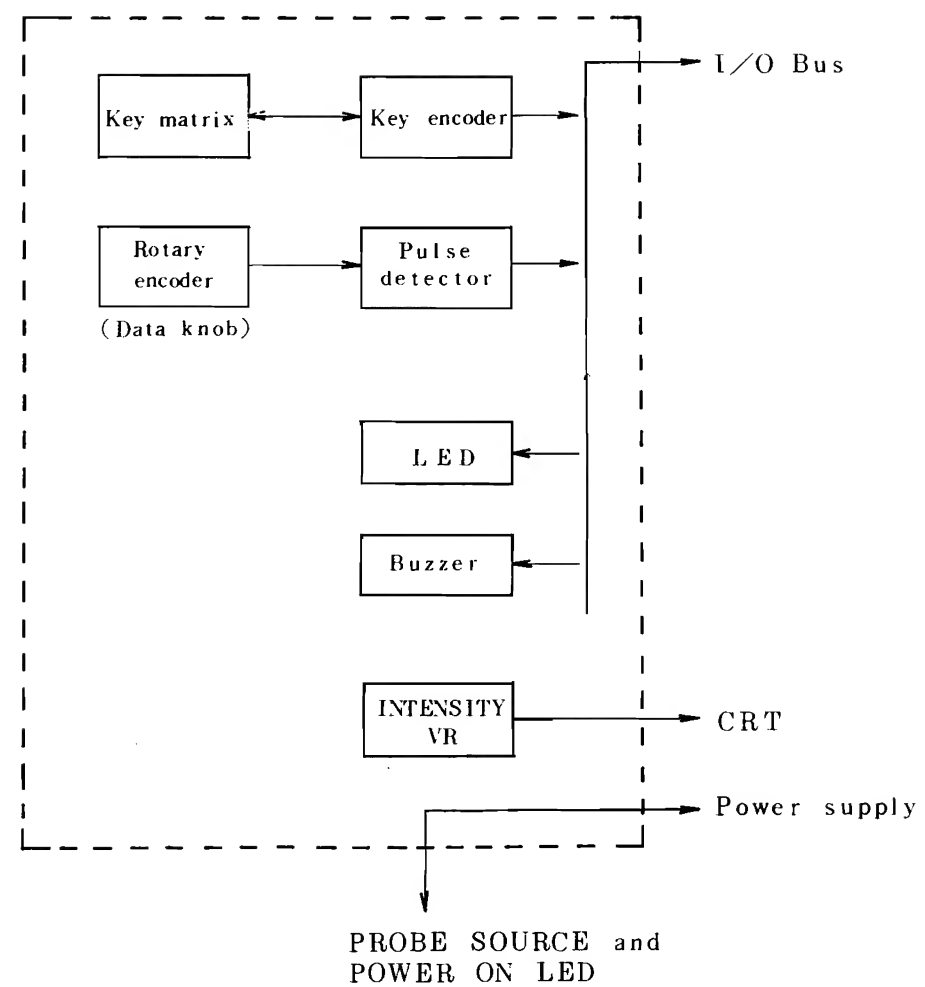 I/O Bus
Key matrix
Key encoder
Rotary
encoder
(Data knob)
Pulse
detector
LED
Buzzer
INTENSITY
VR
CRT
Power supply
PROBE SOURCE and
POWER ON LED